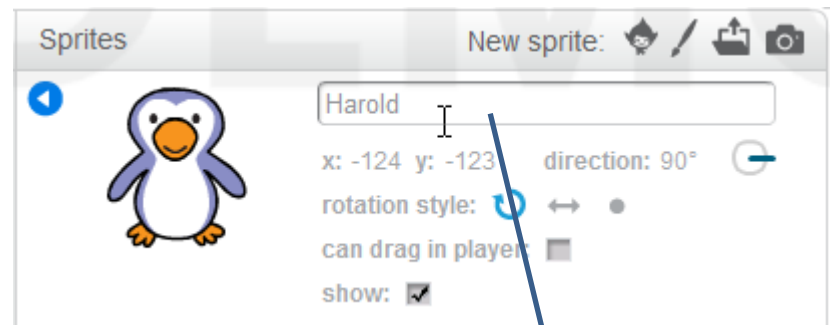 Sprites New sprite:
Harold
x: -124 y: -123 direction: 90°
rotation style:
can drag in player:
show: